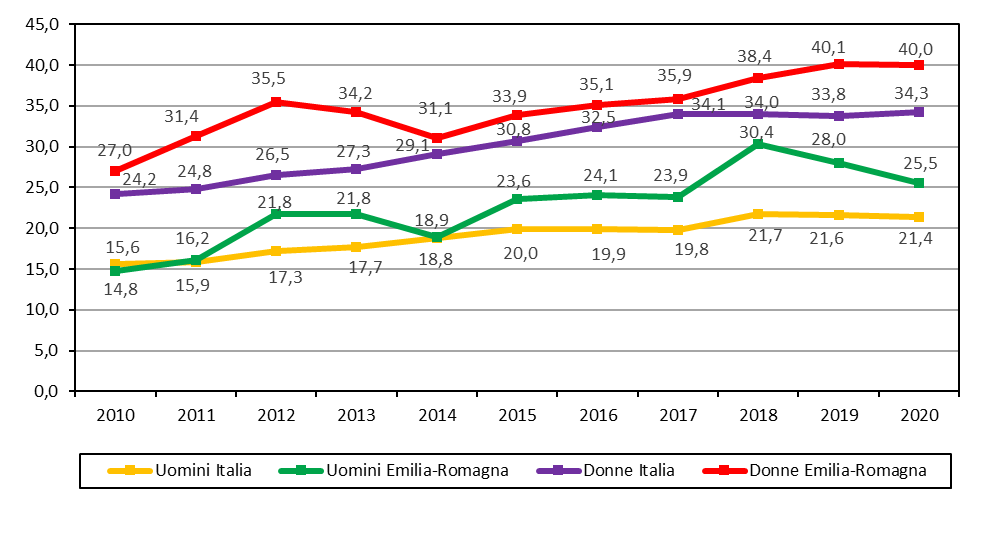 45,0
40,0
35,0
30,0
25,0
20,0
15,0
10,0
5,0
0,0
27,0 31,4 35,5 34,2 31,1 33,9 35,1 35,9 38,4 40,1 40,0
24,2 24,8 26,5 27,3 29,1 30,8 32,5 34,1 34,0 33,8 34,3
14,8 16,2 21,8 21,8 18,9 23,6 24,1 23,9 30,4 28,0 25,5
15,6 15,9 17,3 17,7 18,8 20,0 19,9 19,8 21,7 21,6 21,4
2010 2011 2012 2013 2014 2015 2016 2017 2018 2019 2020
Uomini Italia Uomini Emilia-Romagna Donne Italia Donne Emilia-Romagna